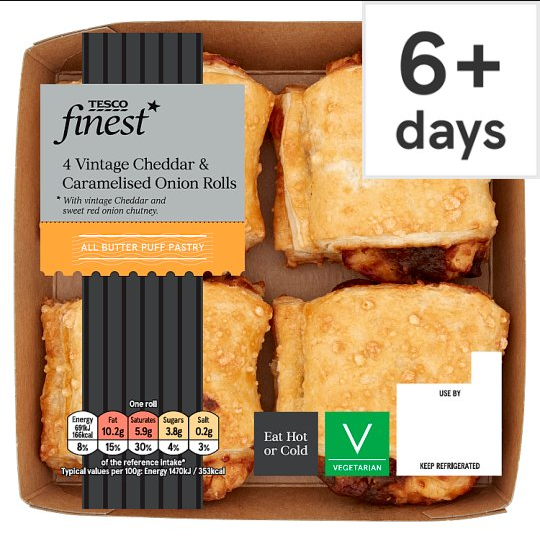 6+
days
TESCO
finest*
4 Vintage Cheddar &
Caramelised Onion Rolls
* With vintage Cheddar and
sweet red onion chutney.
ALL BUTTER PUFF PASTRY
One roll
Energy
691kJ
166kcal
8%
Fat
10.2g
15%
Saturates
5.9g
30%
Sugars
3.8g
4%
Salt
0.2g
3%
of the reference intake*
Typical values per 100g: Energy 1470kJ / 353kcal
Eat Hot
or Cold
V
VEGETARIAN
USE BY
KEEP REFRIGERATED